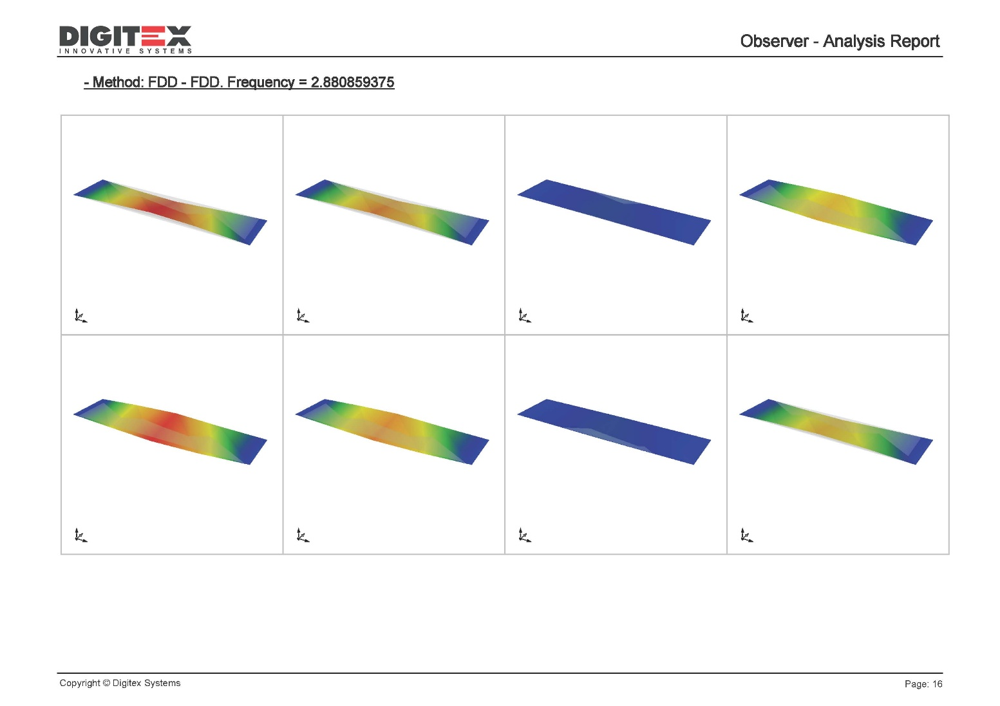 DIGITEX
INNOVATIVE SYSTEMS
Observer - Analysis Report
- Method: FDD - FDD. Frequency = 2.880859375
Copyright © Digitex Systems
Page: 16